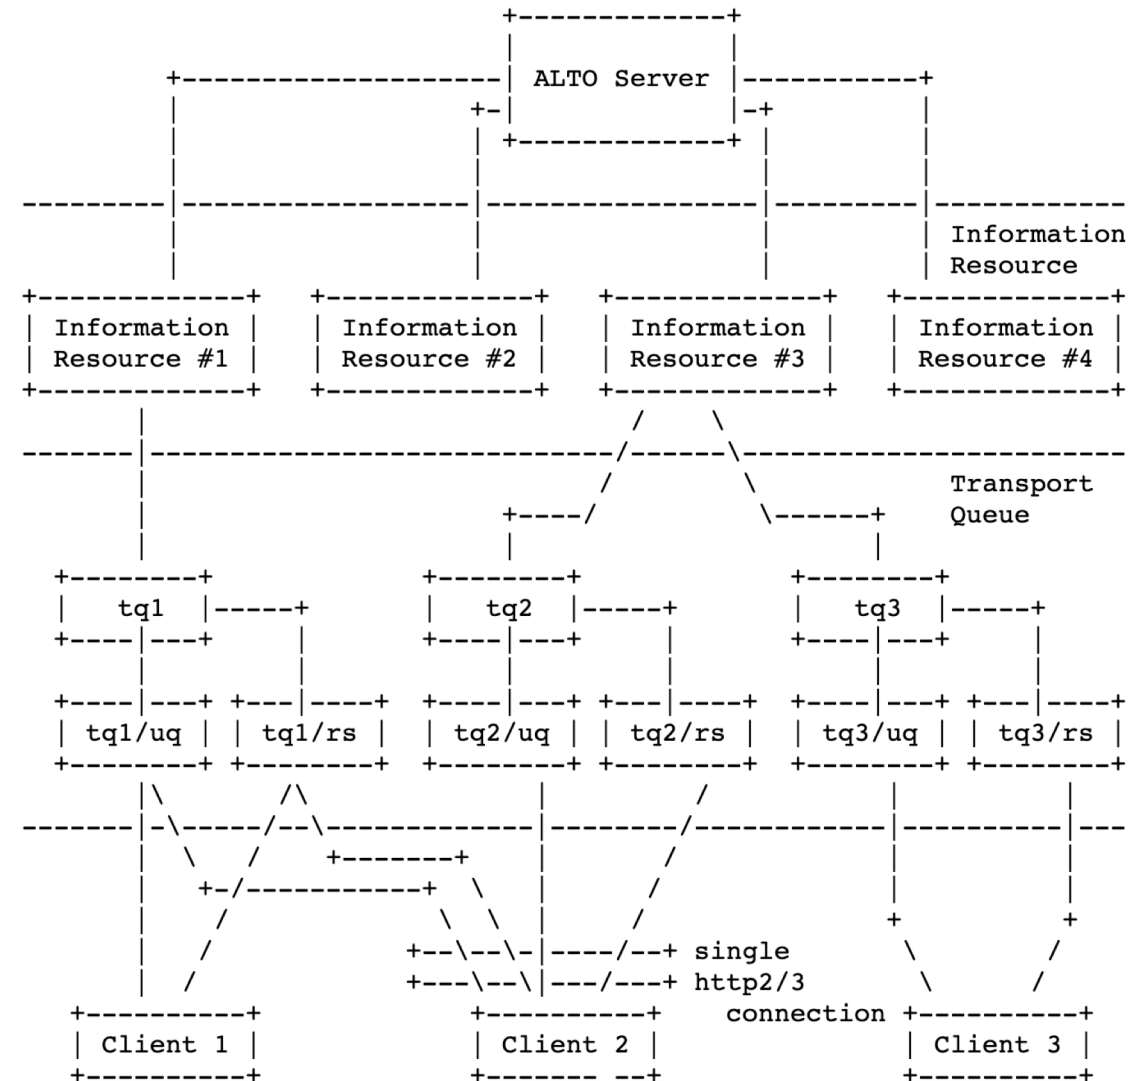 ALTO Server
Information
Resource
Information Information Information Information
Resource #1 Resource #2 Resource #3 Resource #4
Transport
Queue
tq1 tq2 tq3
tq1/uq tq1/rs tq2/uq tq2/rs tq3/uq tq3/rs
single
http2/3
connection
Client 1 Client 2 Client 3